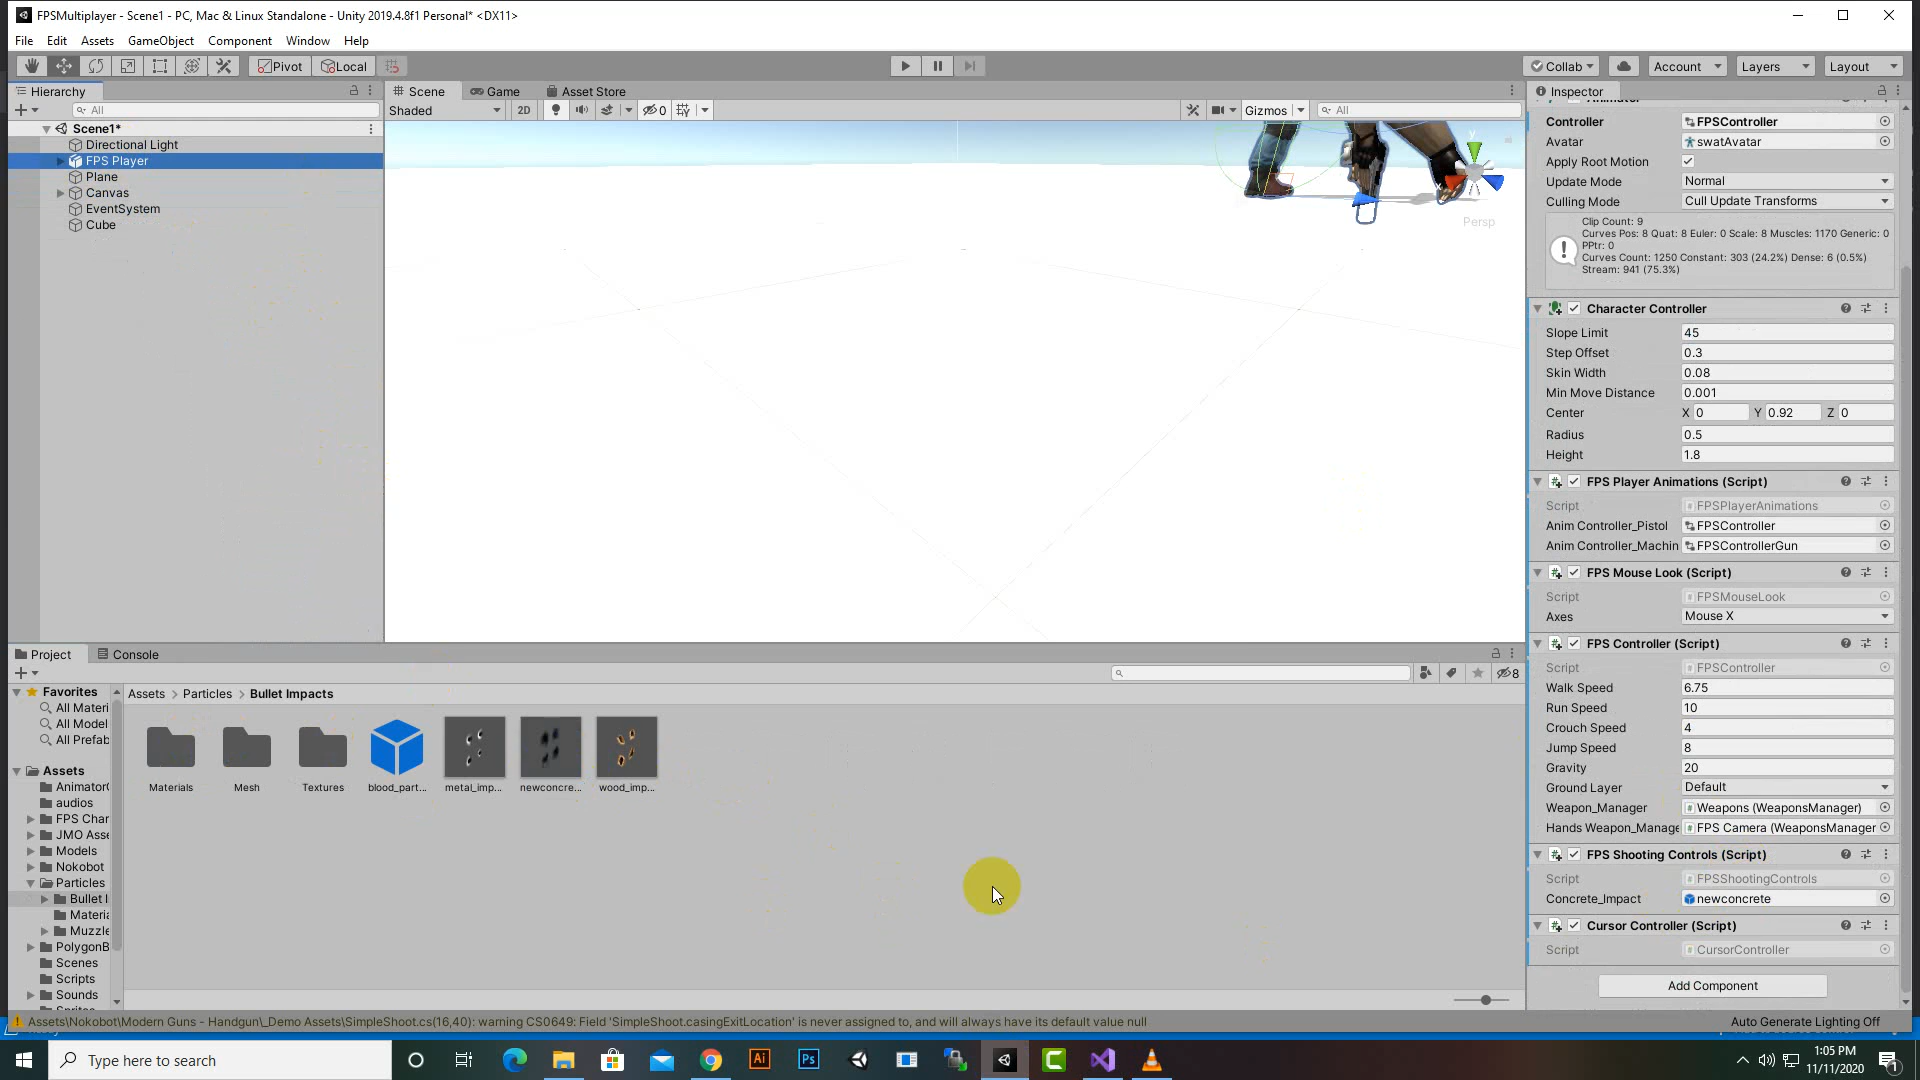 FPSMultiplayer - Scene1 - PC, Mac & Linux Standalone - Unity 2019.4.8f1 Personal* <DX11>
File Edit Assets GameObject Component Window Help
Pivot Local Collab Account Layers Layout
Hierarchy Scene Game Asset Store Inspector
All Shaded 2D 0 Gizmos All
Scene1*
Directional Light
FPS Player
Plane
Canvas
EventSystem
Cube
y
x
Persp
Controller FPSController
Avatar swatAvatar
Apply Root Motion
Update Mode Normal
Culling Mode Cull Update Transforms
Clip Count: 9
Curves Pos: 8 Quat: 8 Euler: 0 Scale: 8 Muscles: 1170 Generic: 0
PPtr: 0
Curves Count: 1250 Constant: 303 (24.2%) Dense: 6 (0.5%)
Stream: 941 (75.3%)
Character Controller
Slope Limit 45
Step Offset 0.3
Skin Width 0.08
Min Move Distance 0.001
Center X 0 Y 0.92 Z 0
Radius 0.5
Height 1.8
FPS Player Animations (Script)
Script FPSPlayerAnimations
Anim Controller_Pistol FPSController
Anim Controller_Machin FPSControllerGun
FPS Mouse Look (Script)
Script FPSMouseLook
Axes Mouse X
FPS Controller (Script)
Script FPSController
Walk Speed 6.75
Run Speed 10
Crouch Speed 4
Jump Speed 8
Gravity 20
Ground Layer Default
Weapon_Manager Weapons (WeaponsManager)
Hands Weapon_Manage FPS Camera (WeaponsManager
FPS Shooting Controls (Script)
Script FPSShootingControls
Concrete_Impact newconcrete
Cursor Controller (Script)
Script CursorController
Add Component
Project Console
8
Favorites
All Materi
All Model
All Prefab
Assets
Animator
audios
FPS Char
JMO Asse
Models
Nokobot
Particles
Bullet I
Materia
Muzzle
PolygonB
Scenes
Scripts
Sounds
Assets > Particles > Bullet Impacts
Materials Mesh Textures blood_part... metal_imp... newconcre... wood_imp...
Assets\Nokobot\Modern Guns - Handgun\_Demo Assets\SimpleShoot.cs(16,40): warning CS0649: Field 'SimpleShoot.casingExitLocation' is never assigned to, and will always have its default value null
Auto Generate Lighting Off
Type here to search
Ai
Ps
1:05 PM
11/11/2020
1